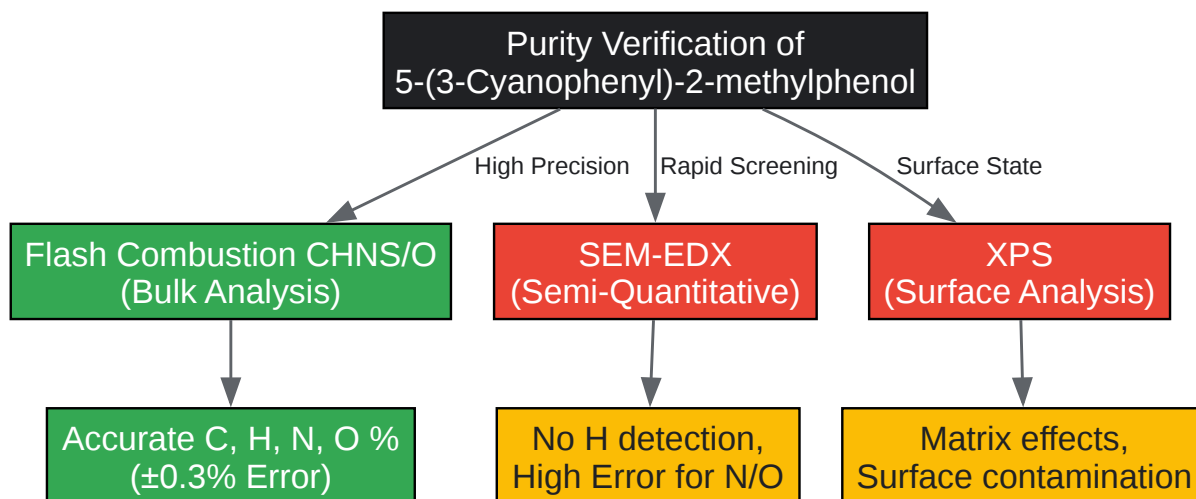 Purity Verification of
5-(3-Cyanophenyl)-2-methylphenol
High Precision
Rapid Screening
Surface State
Flash Combustion CHNS/O
(Bulk Analysis)
SEM-EDX
(Semi-Quantitative)
XPS
(Surface Analysis)
Accurate C, H, N, O %
(±0.3% Error)
No H detection,
High Error for N/O
Matrix effects,
Surface contamination